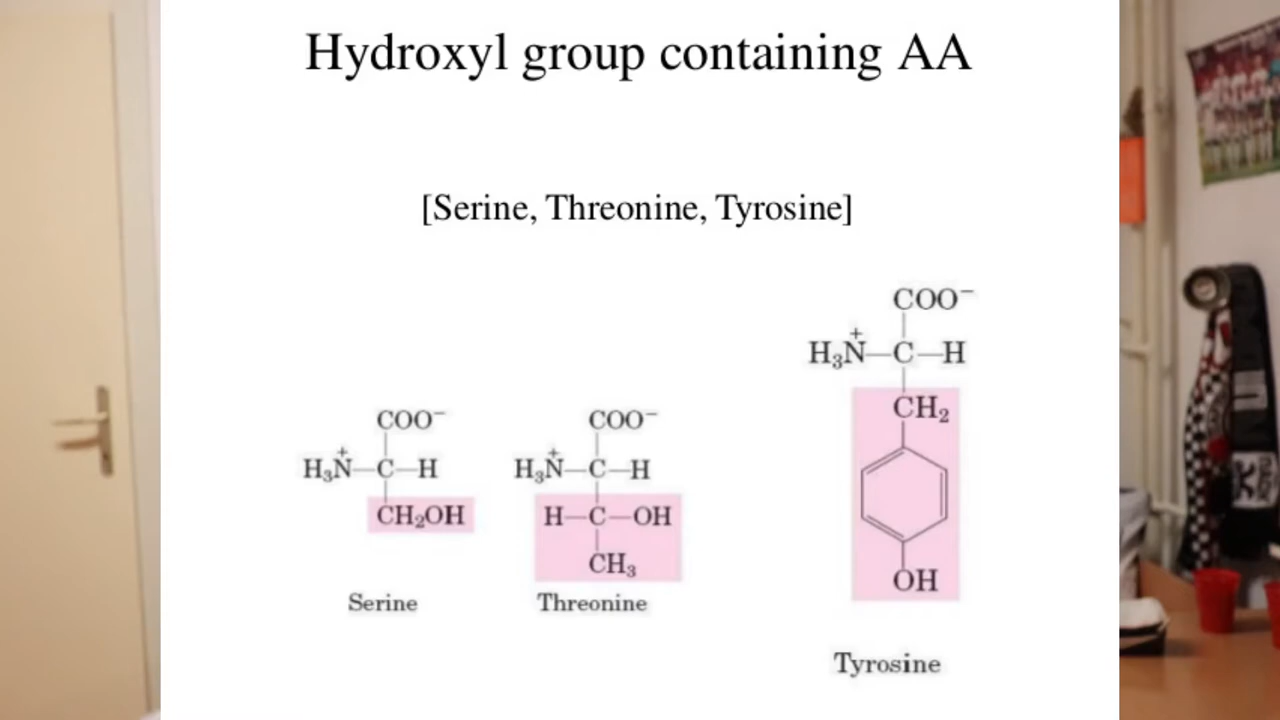 Hydroxyl group containing AA
[Serine, Threonine, Tyrosine]
COO⁻
H₃N⁺—C—H
CH₂OH
Serine
COO⁻
H₃N⁺—C—H
H—C—OH
CH₃
Threonine
COO⁻
H₃N⁺—C—H
CH₂
OH
Tyrosine